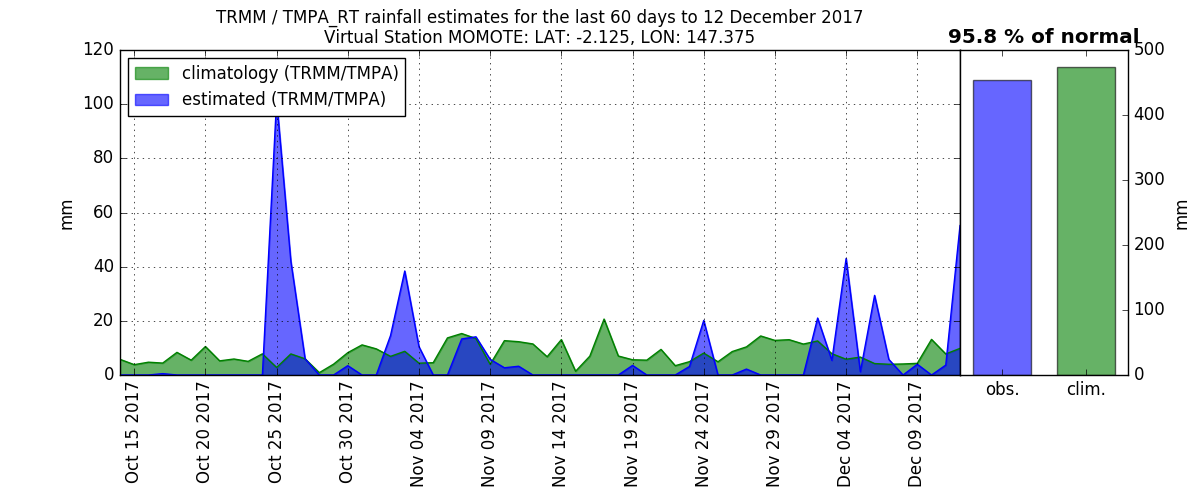 TRMM / TMPA_RT rainfall estimates for the last 60 days to 12 December 2017
Virtual Station MOMOTE: LAT: -2.125, LON: 147.375
95.8 % of normal
climatology (TRMM/TMPA)
estimated (TRMM/TMPA)
mm
120
100
80
60
40
20
0
Oct 15 2017
Oct 20 2017
Oct 25 2017
Oct 30 2017
Nov 04 2017
Nov 09 2017
Nov 14 2017
Nov 19 2017
Nov 24 2017
Nov 29 2017
Dec 04 2017
Dec 09 2017
obs.
clim.
500
400
300
200
100
0
mm